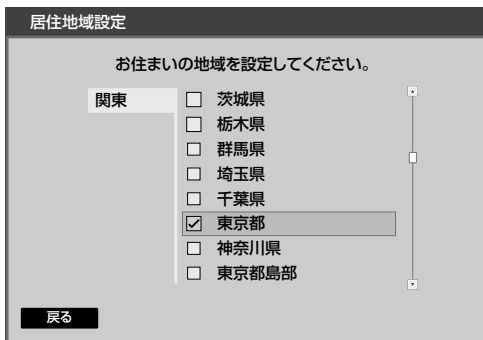 居住地域設定
お住まいの地域を設定してください。
関東
茨城県
栃木県
群馬県
埼玉県
千葉県
東京都
神奈川県
東京都島部
戻る